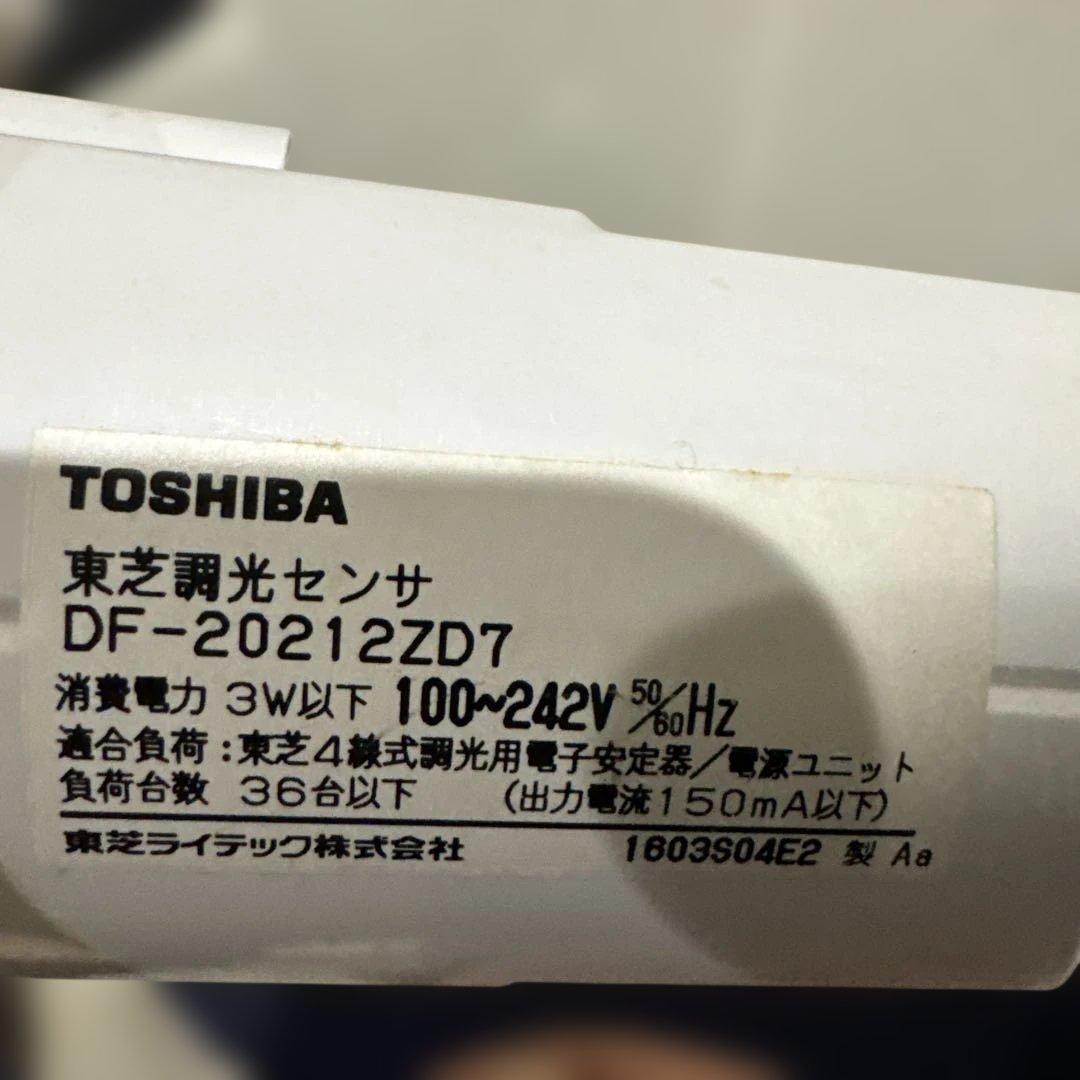 TOSHIBA
東芝調光センサ
DF-20212ZD7
消費電力 3W以下 100~242V 50/60Hz
適合負荷:東芝4線式調光用電子安定器/電源ユニット
負荷台数 36台以下 (出力電流150mA以下)
東芝ライテック株式会社 1603S04E2 製 Aa